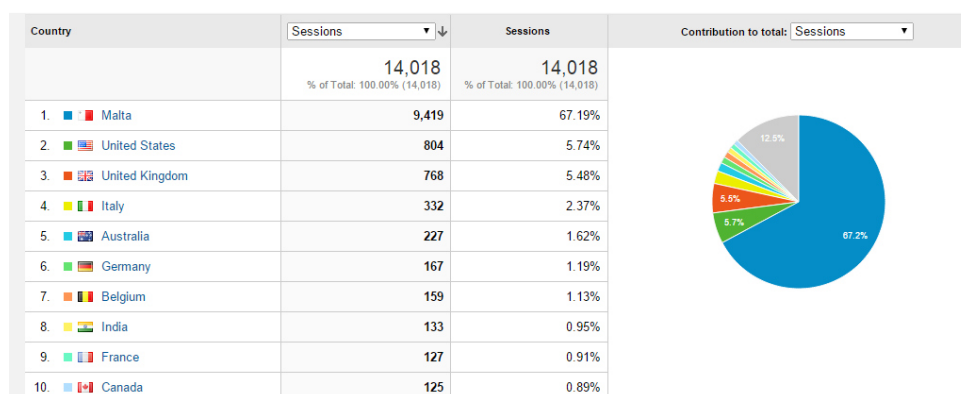 Country Sessions Sessions Contribution to total: Sessions
14,018 14,018
% of Total: 100.00% (14,018) % of Total: 100.00% (14,018)
1. Malta 9,419 67.19%
2. United States 804 5.74%
3. United Kingdom 768 5.48%
4. Italy 332 2.37%
5. Australia 227 1.62%
6. Germany 167 1.19%
7. Belgium 159 1.13%
8. India 133 0.95%
9. France 127 0.91%
10. Canada 125 0.89%
12.5%
5.5%
5.7%
67.2%